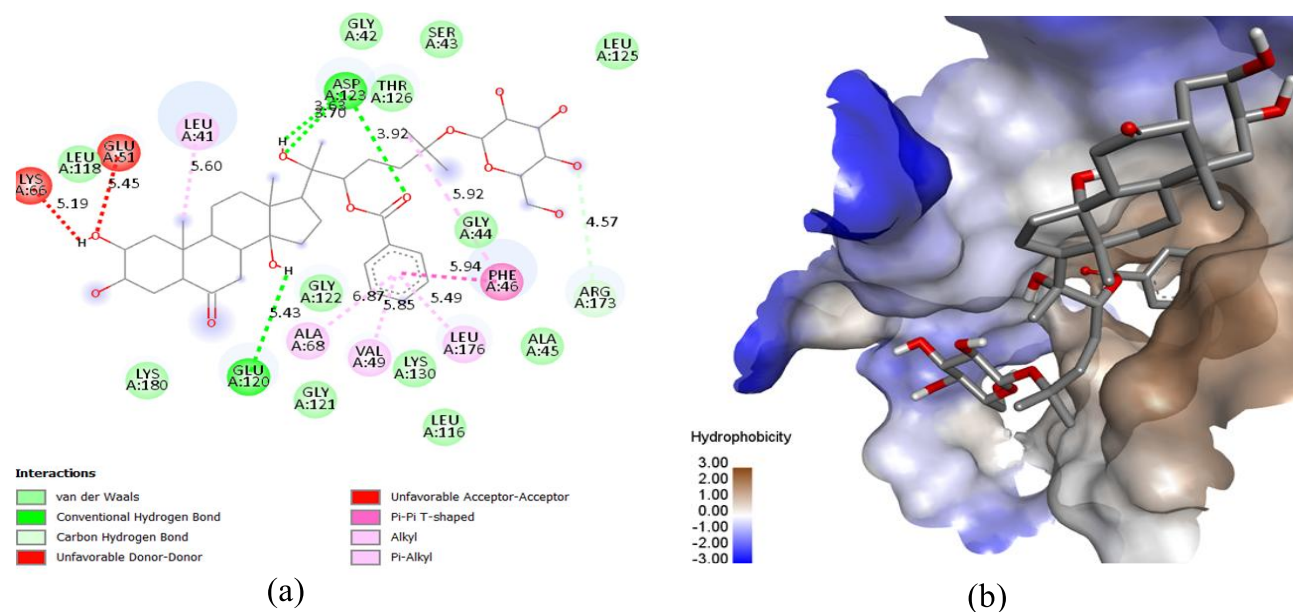 GLY
A:42
SER
A:43
LEU
A:125
ASP
A:123
THR
A:126
3.63
3.70
3.92
LEU
A:41
LEU
A:118
GLU
A:51
LYS
A:66
5.60
5.45
5.19
H
H
O
O
O
O
O
O
O
O
O
O
O
O
5.92
4.57
GLY
A:44
5.94
PHE
A:46
ARG
A:173
H
GLY
A:122
6.87
5.85
5.49
5.43
ALA
A:68
VAL
A:49
LEU
A:176
ALA
A:45
LYS
A:130
LYS
A:180
GLU
A:120
GLY
A:121
LEU
A:116
Interactions
van der Waals
Conventional Hydrogen Bond
Carbon Hydrogen Bond
Unfavorable Donor-Donor
Unfavorable Acceptor-Acceptor
Pi-Pi T-shaped
Alkyl
Pi-Alkyl
(a)
Hydrophobicity
3.00
2.00
1.00
0.00
-1.00
-2.00
-3.00
(b)